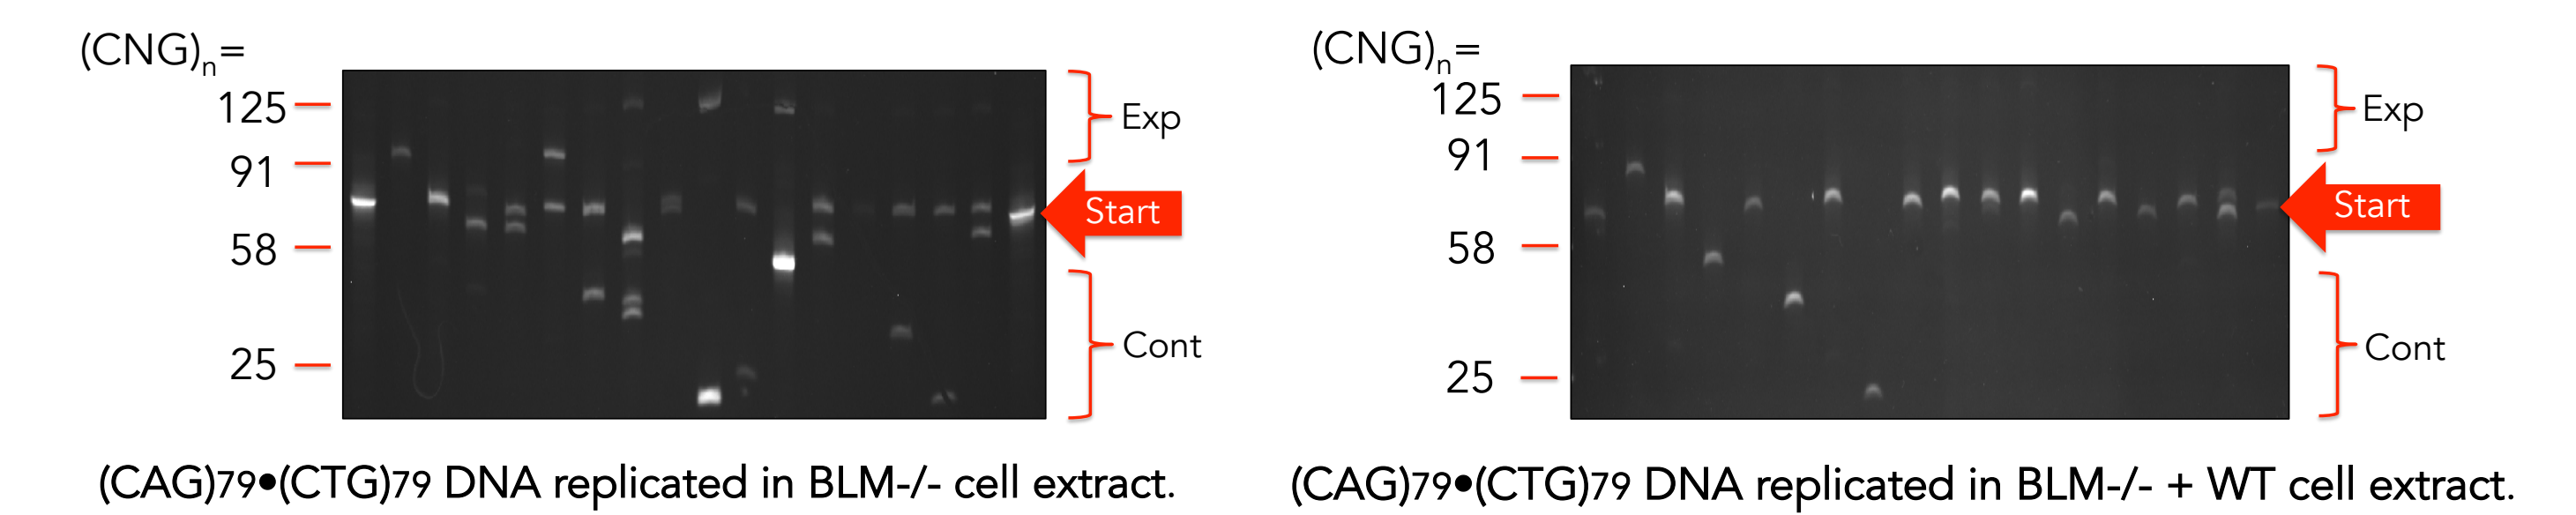 (CNG)n=
125
91
58
25
Exp
Start
Cont
(CAG)79•(CTG)79 DNA replicated in BLM-/- cell extract.
(CNG)n=
125
91
58
25
Exp
Start
Cont
(CAG)79•(CTG)79 DNA replicated in BLM-/- + WT cell extract.